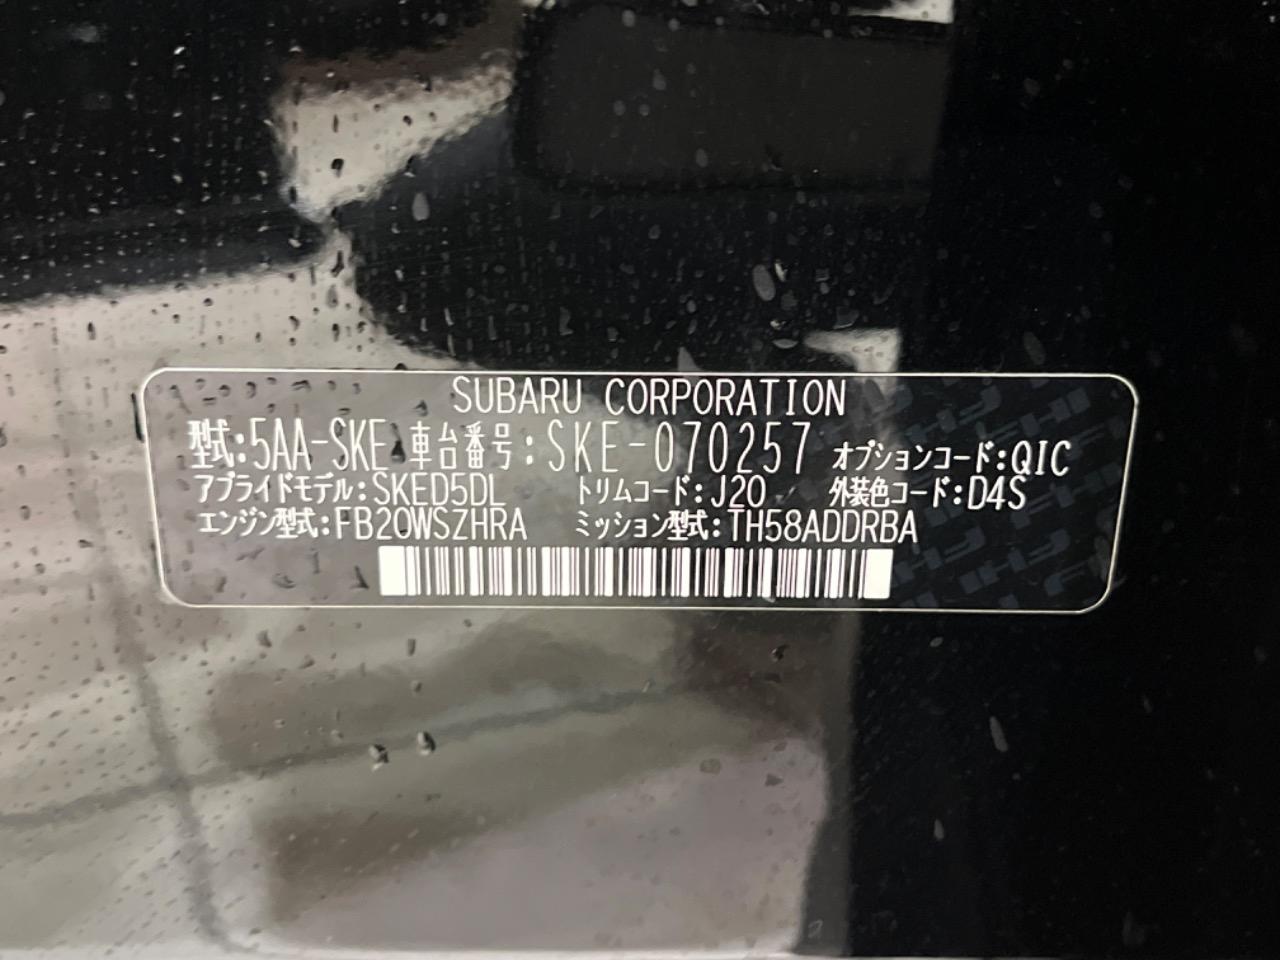 SUBARU CORPORATION
型式:5AA-SKE 車台番号:SKE-070257 オプションコード:QIC
アプライドモデル:SKED5DL トリムコード:J20 外装色コード:D4S
エンジン型式:FB20WSZHRA ミッション型式:TH58ADDRBA